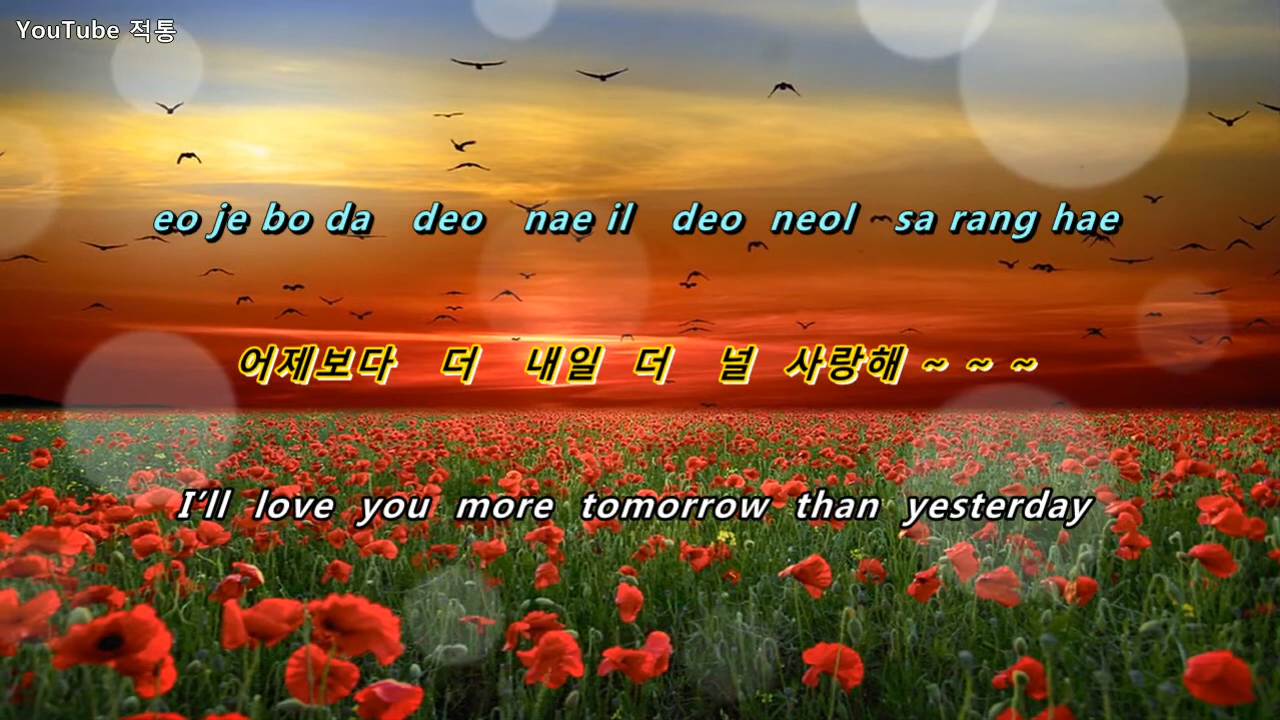 YouTube 적통
eo je bo da deo nae il deo neol sa rang hae
어제보다 더 내일 더 널 사랑해 ~ ~ ~
I'll love you more tomorrow than yesterday